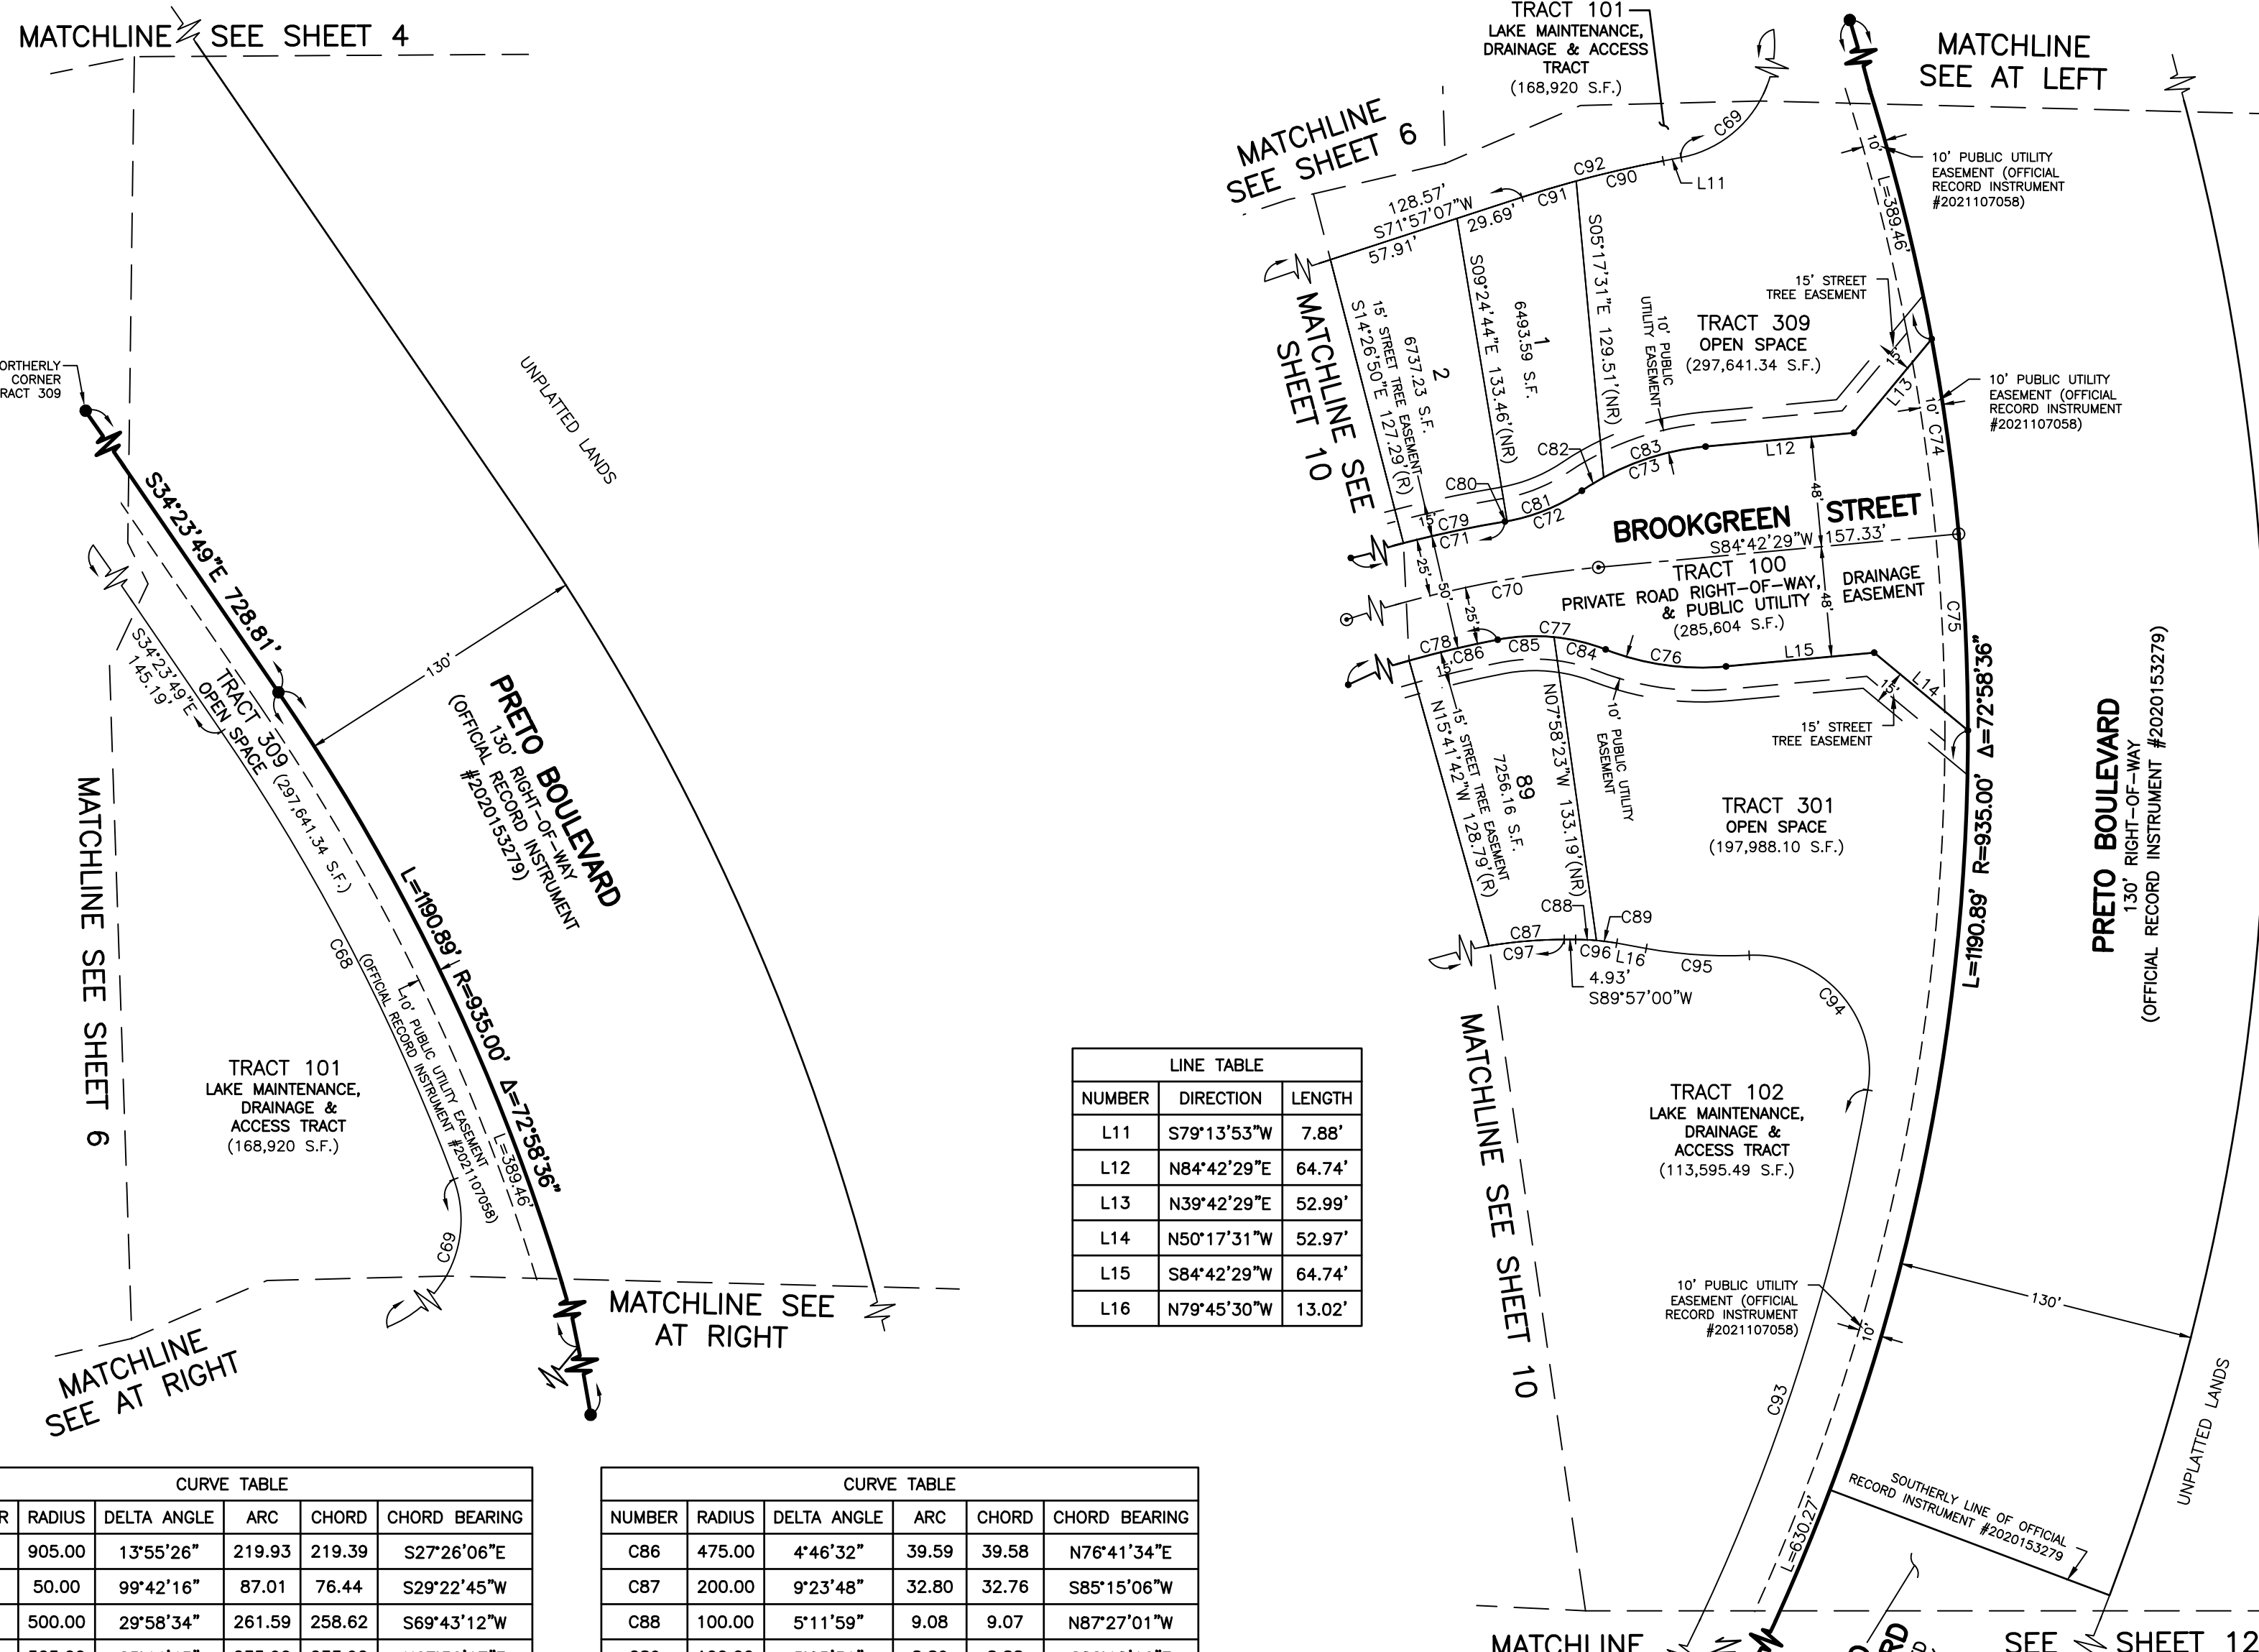 MATCHLINE SEE SHEET 4
ORTHERLY
CORNER
RACT 309
UNPLATTED LANDS
S34°23'49"E 728.81'
S34°23'49"E
145.19'
TRACT 309
OPEN SPACE
(297,641.34 S.F.)
130'
PRETO BOULEVARD
130' RIGHT-OF-WAY
(OFFICIAL RECORD INSTRUMENT
#2020153279)
MATCHLINE SEE SHEET 6
C68
10' PUBLIC UTILITY EASEMENT
(OFFICIAL RECORD INSTRUMENT #2021107058)
L=1190.89' R=935.00' Δ=72°58'36"
L=389.46'
TRACT 101
LAKE MAINTENANCE,
DRAINAGE &
ACCESS TRACT
(168,920 S.F.)
C69
MATCHLINE SEE
AT RIGHT
MATCHLINE
SEE AT RIGHT
TRACT 101
LAKE MAINTENANCE,
DRAINAGE & ACCESS
TRACT
(168,920 S.F.)
MATCHLINE
SEE AT LEFT
MATCHLINE
SEE SHEET 6
C69
C92
C90
C91
L11
128.57'
S71°57'07"W
57.91'
29.69'
10'
L=389.46'
10' PUBLIC UTILITY
EASEMENT (OFFICIAL
RECORD INSTRUMENT
#2021107058)
MATCHLINE SEE
SHEET 10
S14°26'50"E 127.29'(R)
15' STREET TREE EASEMENT
6737.23 S.F.
2
S09°24'44"E 133.46'(NR)
6493.59 S.F.
1
S05°17'31"E 129.51'(NR)
10' PUBLIC
UTILITY EASEMENT
15' STREET
TREE EASEMENT
TRACT 309
OPEN SPACE
(297,641.34 S.F.)
15'
L13
10'
C74
10' PUBLIC UTILITY
EASEMENT (OFFICIAL
RECORD INSTRUMENT
#2021107058)
C80
C82
C83
C73
L12
15'
C79
C71
C81
C72
48'
BROOKGREEN STREET
S84°42'29"W 157.33'
25'
50'
25'
C70
TRACT 100
PRIVATE ROAD RIGHT-OF-WAY, DRAINAGE
& PUBLIC UTILITY EASEMENT
(285,604 S.F.)
48'
C75
C78
C86
C85
C77
C84
C76
L15
L14
15'
15'
15' STREET
TREE EASEMENT
N15°41'42"W 128.79'(R)
15' STREET TREE EASEMENT
7256.16 S.F.
89
N07°58'23"W 133.19'(NR)
10' PUBLIC UTILITY
EASEMENT
TRACT 301
OPEN SPACE
(197,988.10 S.F.)
L=1190.89' R=935.00' Δ=72°58'36"
PRETO BOULEVARD
130' RIGHT-OF-WAY
(OFFICIAL RECORD INSTRUMENT #2020153279)
C88
C89
C87
C97
C96
L16
C95
4.93'
S89°57'00"W
C94
MATCHLINE SEE SHEET 10
TRACT 102
LAKE MAINTENANCE,
DRAINAGE &
ACCESS TRACT
(113,595.49 S.F.)
10' PUBLIC UTILITY
EASEMENT (OFFICIAL
RECORD INSTRUMENT
#2021107058)
10'
130'
C93
L=630.27'
UNPLATTED LANDS
SOUTHERLY LINE OF OFFICIAL
RECORD INSTRUMENT #2020153279
MATCHLINE SEE SHEET 12
LINE TABLE
NUMBER DIRECTION LENGTH
L11 S79°13'53"W 7.88'
L12 N84°42'29"E 64.74'
L13 N39°42'29"E 52.99'
L14 N50°17'31"W 52.97'
L15 S84°42'29"W 64.74'
L16 N79°45'30"W 13.02'
CURVE TABLE
R RADIUS DELTA ANGLE ARC CHORD CHORD BEARING
905.00 13°55'26" 219.93 219.39 S27°26'06"E
50.00 99°42'16" 87.01 76.44 S29°22'45"W
500.00 29°58'34" 261.59 258.62 S69°43'12"W
CURVE TABLE
NUMBER RADIUS DELTA ANGLE ARC CHORD CHORD BEARING
C86 475.00 4°46'32" 39.59 39.58 N76°41'34"E
C87 200.00 9°23'48" 32.80 32.76 S85°15'06"W
C88 100.00 5°11'59" 9.08 9.07 N87°27'01"W